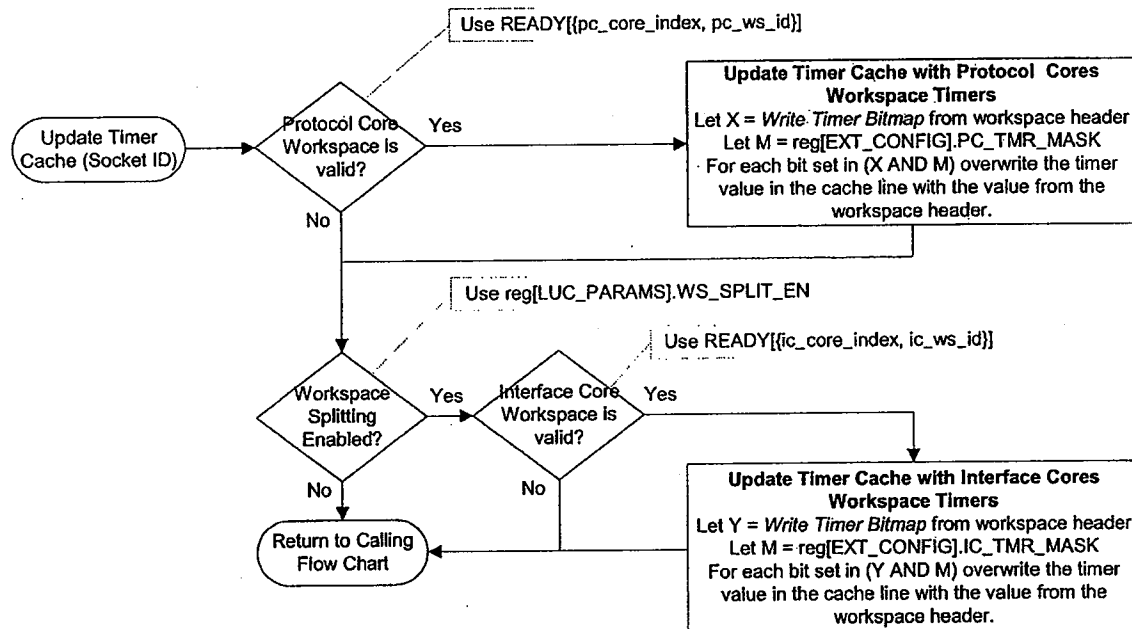 Use READY[{pc_core_index, pc_ws_id}]
Update Timer
Cache (Socket ID)
Protocol Core
Workspace is
valid?
Yes
No
Update Timer Cache with Protocol Cores
Workspace Timers
Let X = Write Timer Bitmap from workspace header
Let M = reg[EXT_CONFIG].PC_TMR_MASK
For each bit set in (X AND M) overwrite the timer
value in the cache line with the value from the
workspace header.
Use reg[LUC_PARAMS].WS_SPLIT_EN
Use READY[{ic_core_index, ic_ws_id}]
Workspace
Splitting
Enabled?
Yes
No
Interface Core
Workspace is
valid?
Yes
No
Update Timer Cache with Interface Cores
Workspace Timers
Let Y = Write Timer Bitmap from workspace header
Let M = reg[EXT_CONFIG].IC_TMR_MASK
For each bit set in (Y AND M) overwrite the timer
value in the cache line with the value from the
workspace header.
Return to Calling
Flow Chart